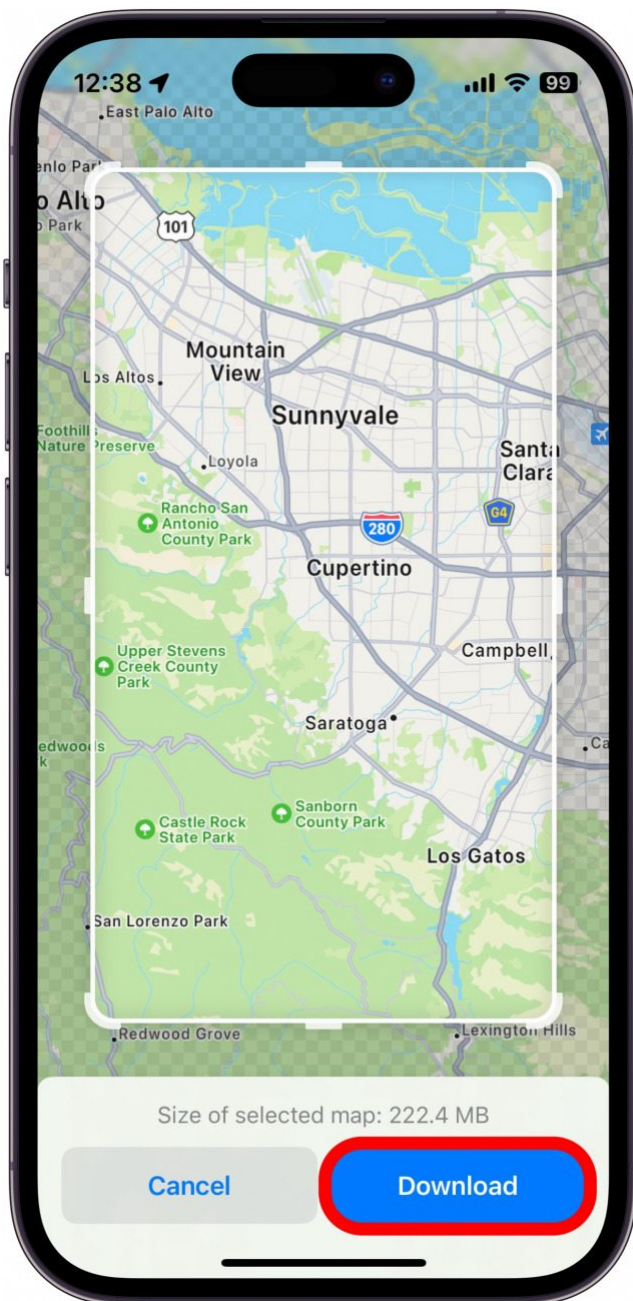 12:38
99
East Palo Alto
enlo Par
o Alto
o Park
101
Mountain
View
Los Altos
Sunnyvale
Foothills
Nature Preserve
Santa
Clara
Loyola
Rancho San
Antonio
County Park
G4
280
Cupertino
Upper Stevens
Creek County
Park
Campbell
Saratoga
edwoods
k
Ca
Castle Rock
State Park
Sanborn
County Park
Los Gatos
San Lorenzo Park
Redwood Grove
Lexington Hills
Size of selected map: 222.4 MB
Cancel
Download